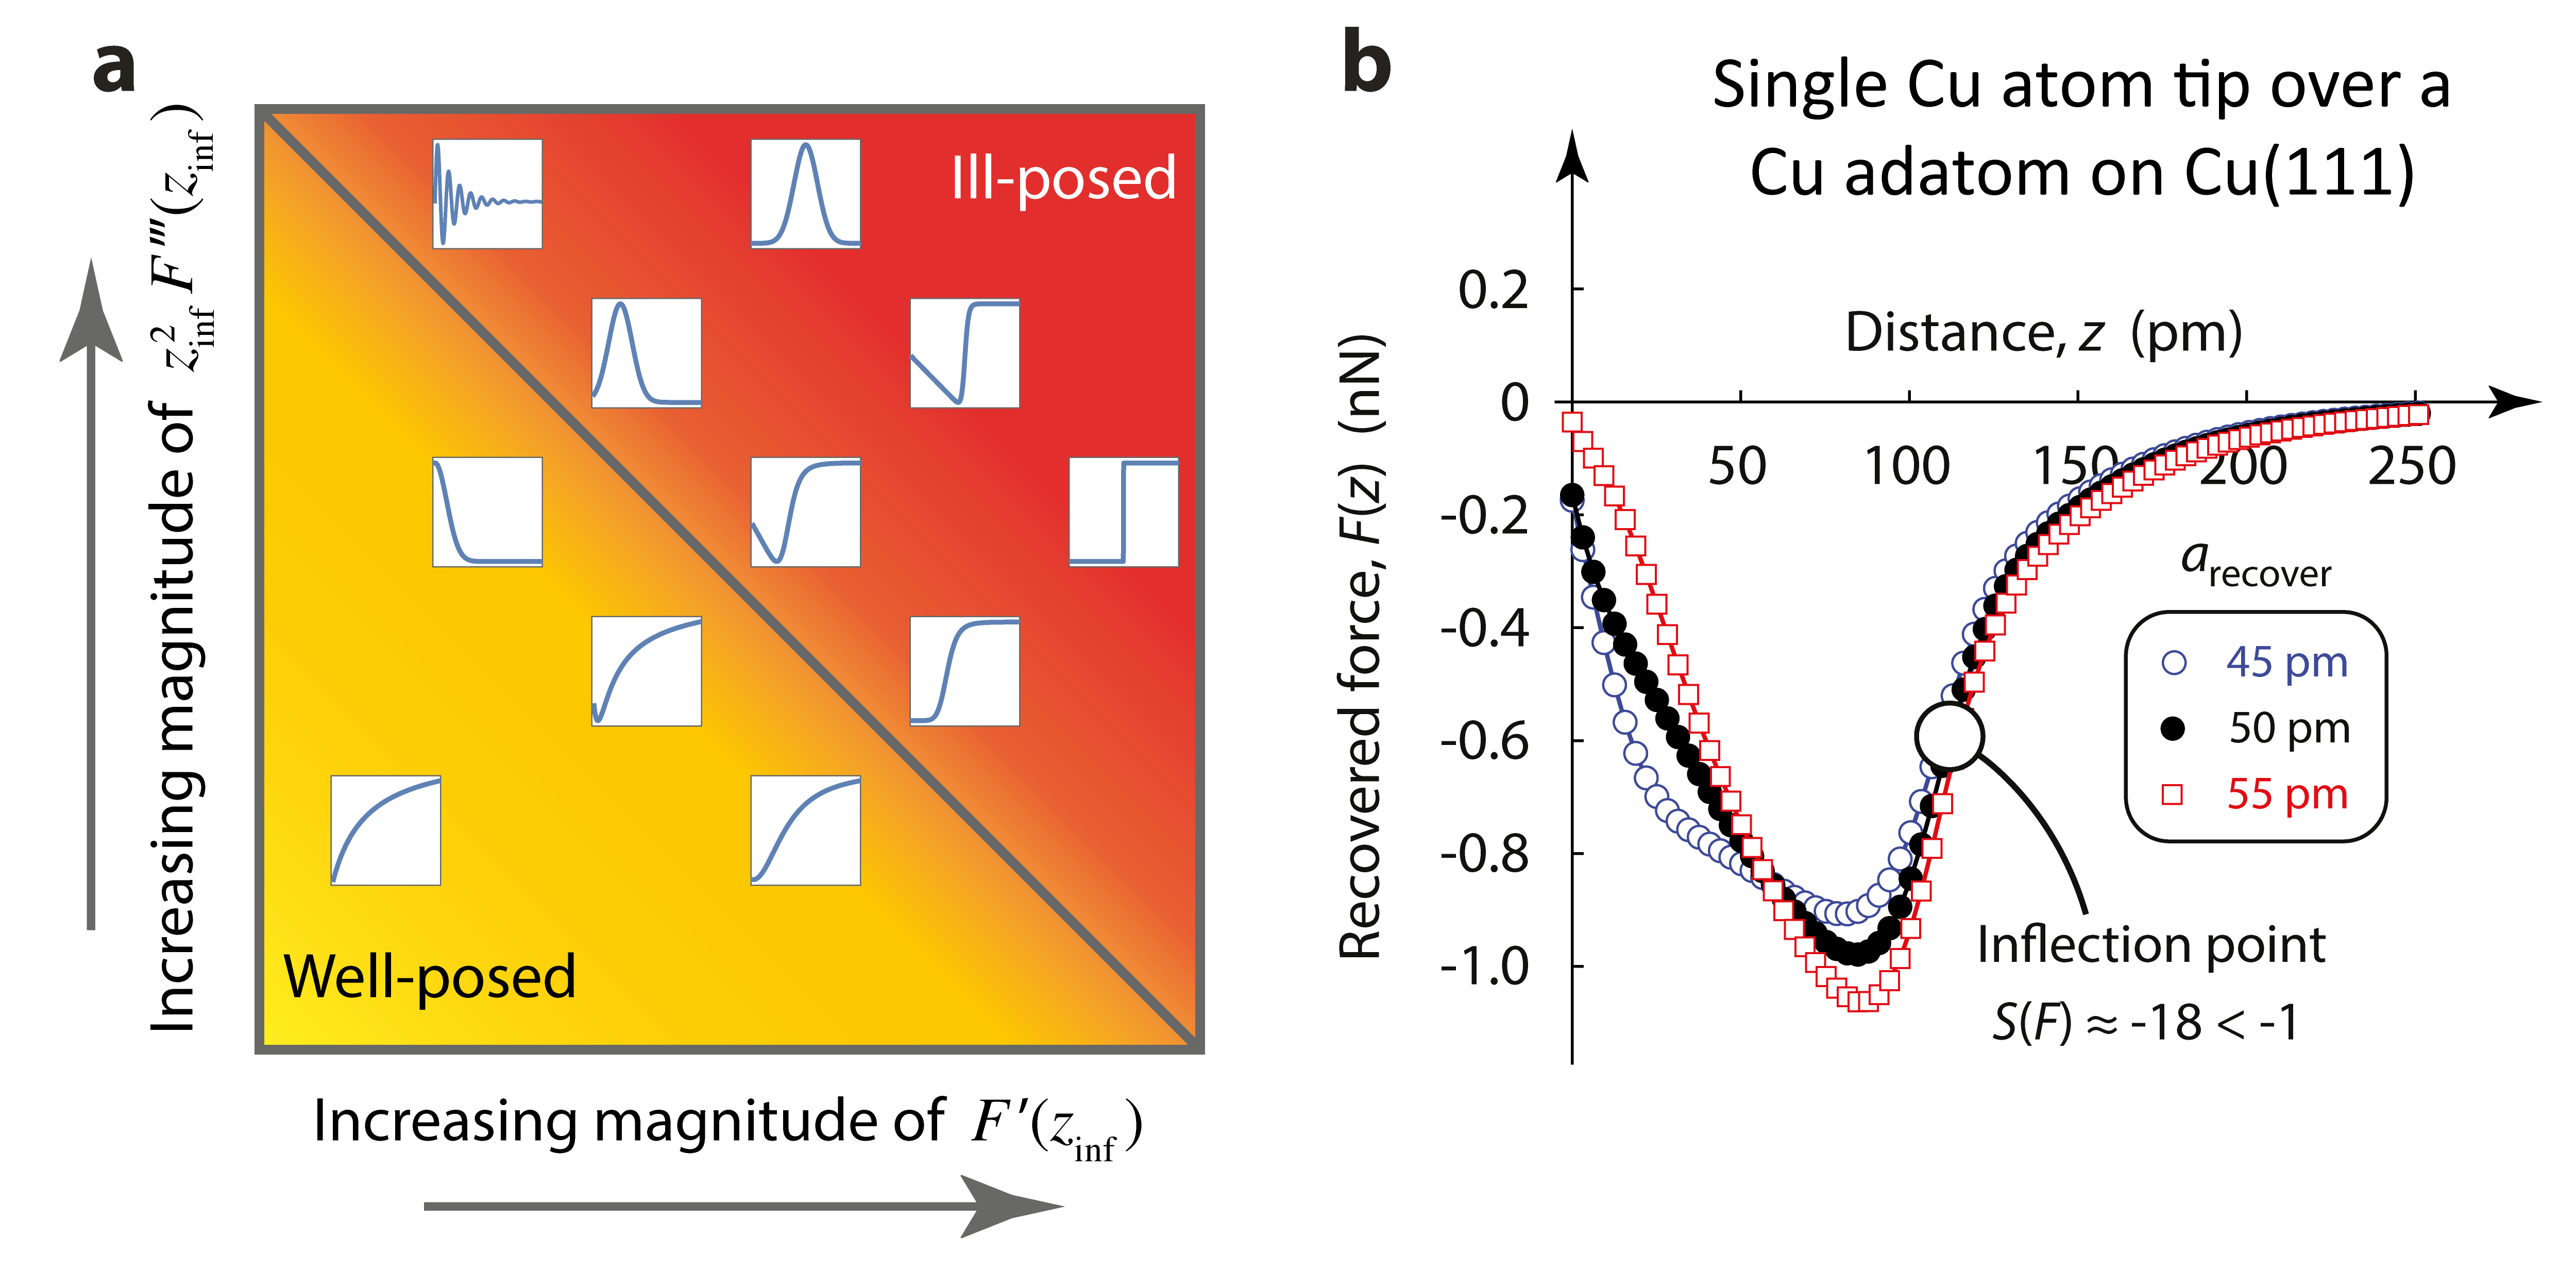 a
Increasing magnitude of z²inf F‴(zinf)
Ill-posed
Well-posed
Increasing magnitude of F′(zinf)
b
Single Cu atom tip over a
Cu adatom on Cu(111)
Recovered force, F(z) (nN)
Distance, z (pm)
0.2
0
-0.2
-0.4
-0.6
-0.8
-1.0
50
100
150
200
250
arecover
45 pm
50 pm
55 pm
Inflection point
S(F) ≈ -18 < -1